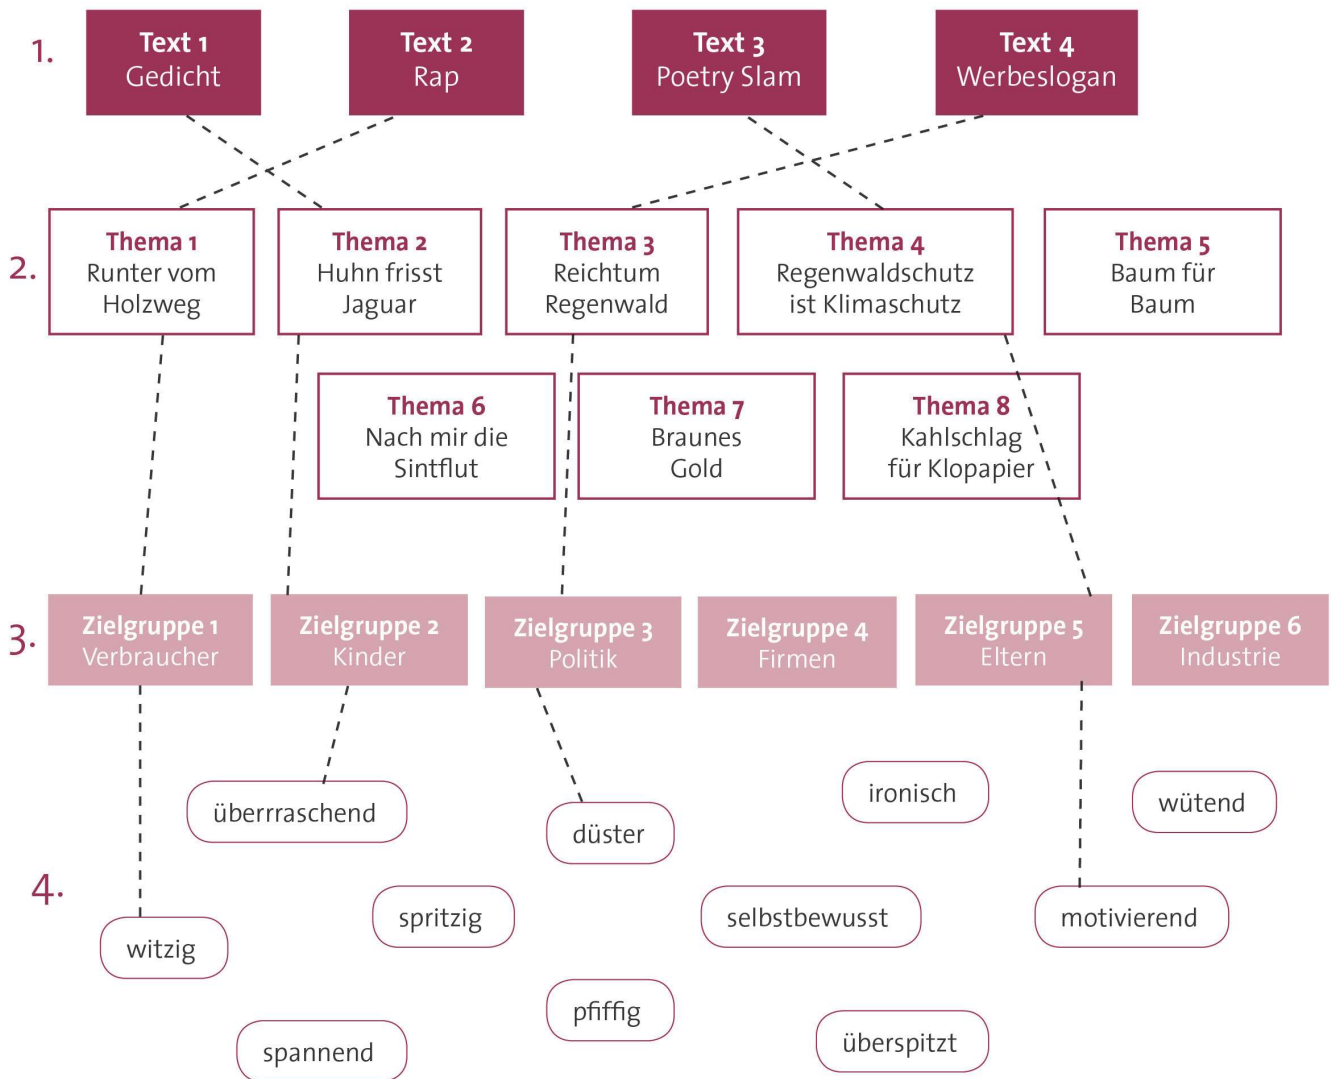 1.
Text 1
Gedicht
Text 2
Rap
Text 3
Poetry Slam
Text 4
Werbeslogan
2.
Thema 1
Runter vom
Holzweg
Thema 2
Huhn frisst
Jaguar
Thema 3
Reichtum
Regenwald
Thema 4
Regenwaldschutz
ist Klimaschutz
Thema 5
Baum für
Baum
Thema 6
Nach mir die
Sintflut
Thema 7
Braunes
Gold
Thema 8
Kahlschlag
für Klopapier
3.
Zielgruppe 1
Verbraucher
Zielgruppe 2
Kinder
Zielgruppe 3
Politik
Zielgruppe 4
Firmen
Zielgruppe 5
Eltern
Zielgruppe 6
Industrie
4.
überrraschend
düster
ironisch
wütend
witzig
spritzig
selbstbewusst
motivierend
spannend
pfiffig
überspitzt